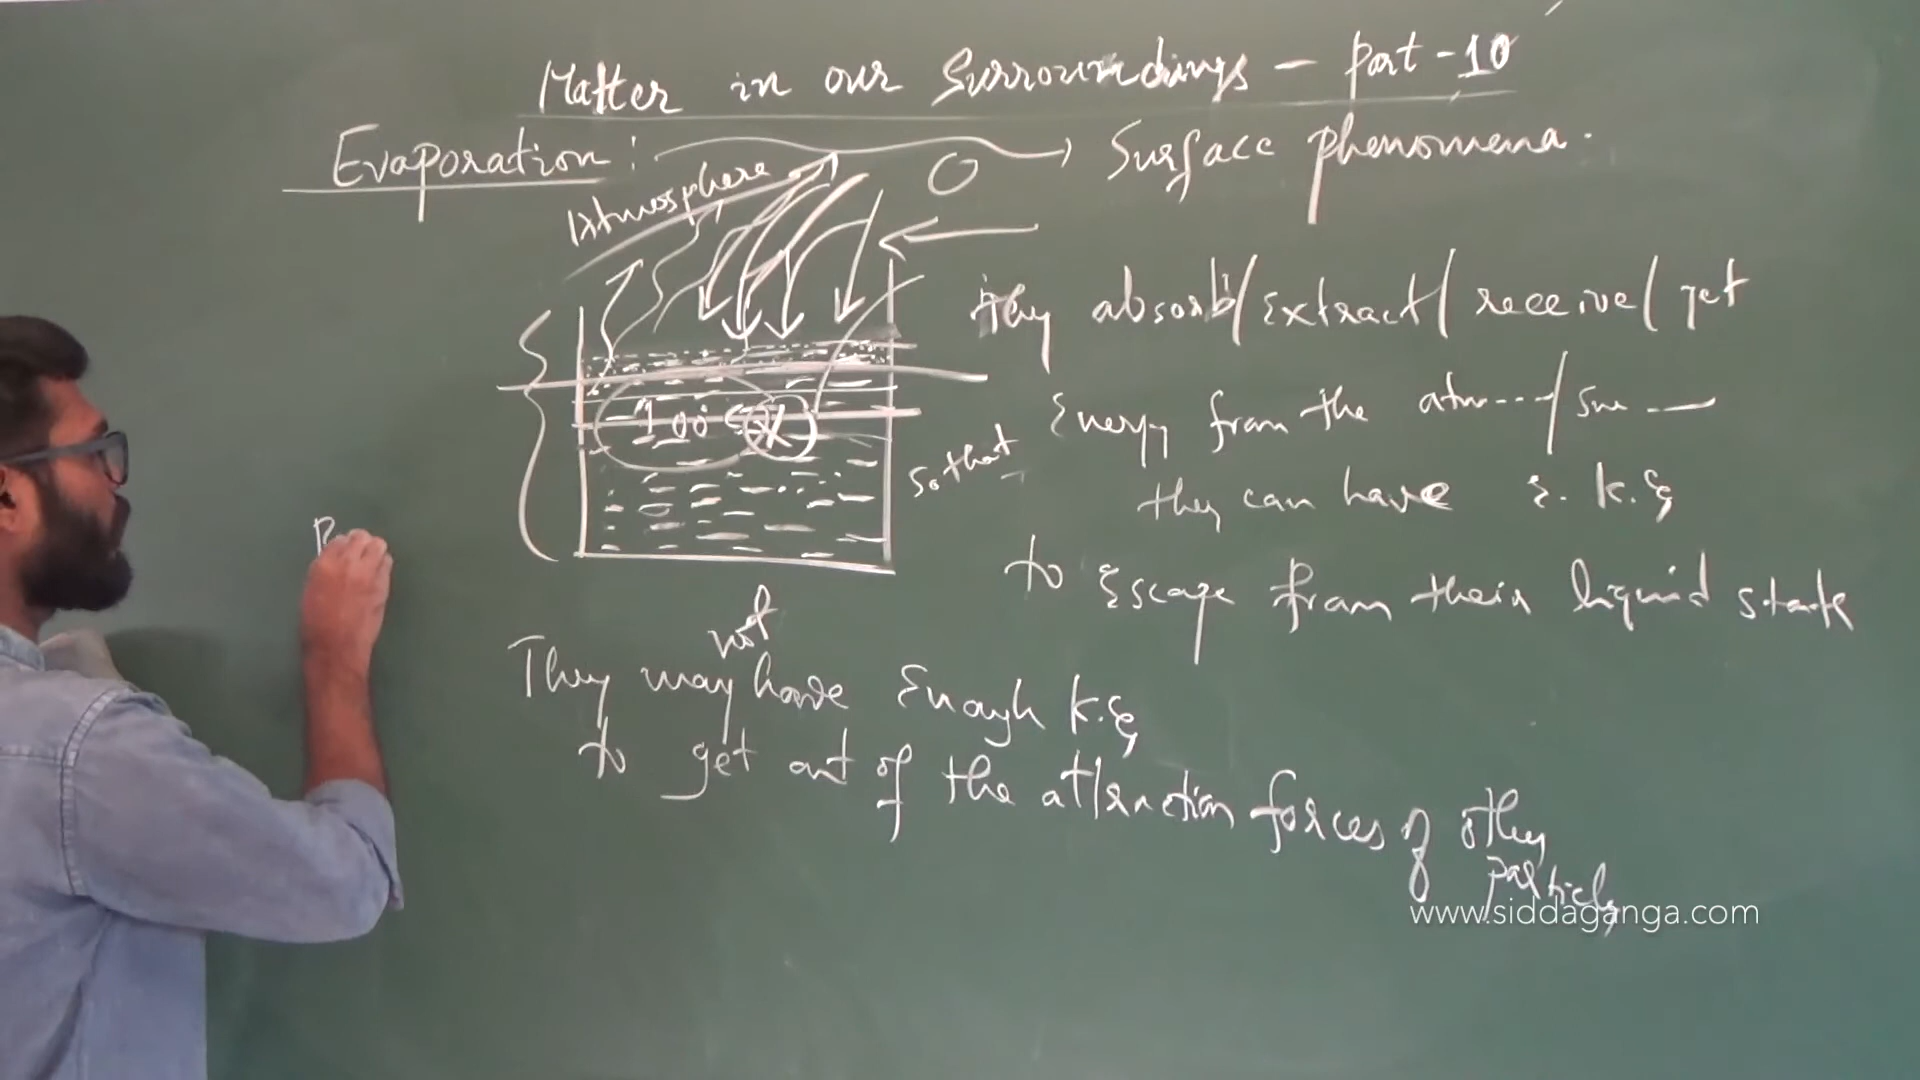 Matter in our Surroundings - Part-10
Evaporation: → Surface phenomena.
Atmosphere
they absorb/Extract/receive/get
Energy from the atm---/su
100
So that they can have E. K.E
to Escape from their liquid state
not
They may have Enough K.E
to get out of the attraction forces of other
particles
www.siddaganga.com